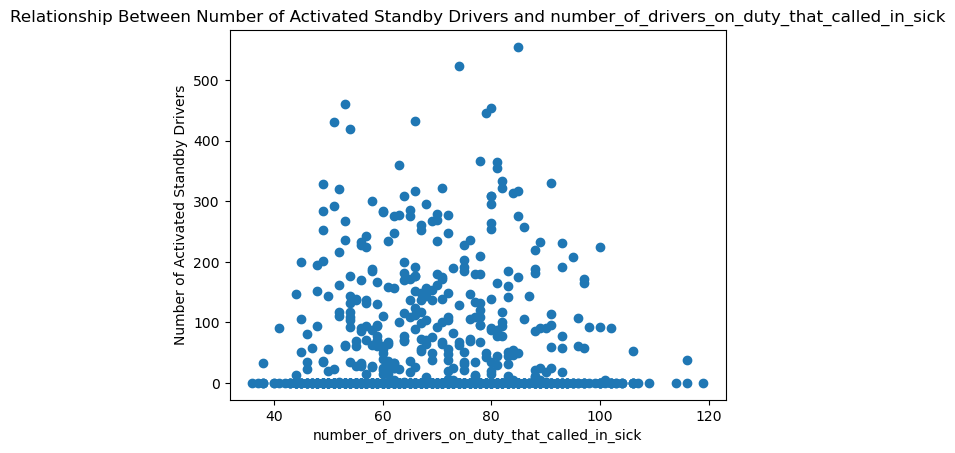 Relationship Between Number of Activated Standby Drivers and number_of_drivers_on_duty_that_called_in_sick
Number of Activated Standby Drivers
500
400
300
200
100
0
40 60 80 100 120
number_of_drivers_on_duty_that_called_in_sick